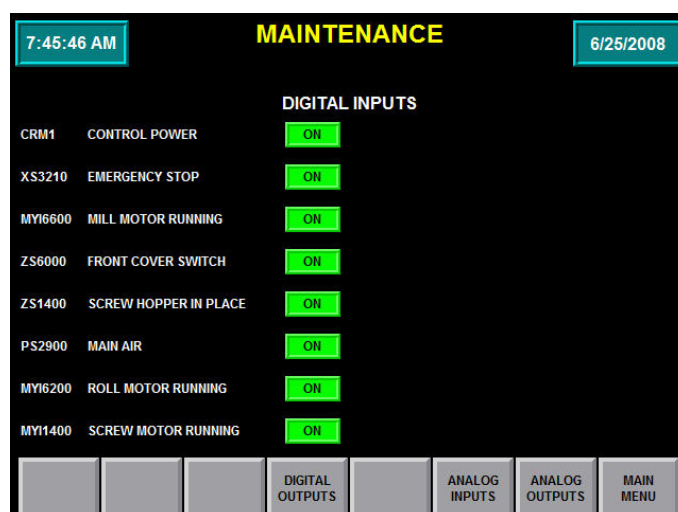 7:45:46 AM MAINTENANCE 6/25/2008
DIGITAL INPUTS
CRM1 CONTROL POWER ON
XS3210 EMERGENCY STOP ON
MYI6600 MILL MOTOR RUNNING ON
ZS6000 FRONT COVER SWITCH ON
ZS1400 SCREW HOPPER IN PLACE ON
PS2900 MAIN AIR ON
MYI6200 ROLL MOTOR RUNNING ON
MYI1400 SCREW MOTOR RUNNING ON
DIGITAL ANALOG ANALOG MAIN
OUTPUTS INPUTS OUTPUTS MENU